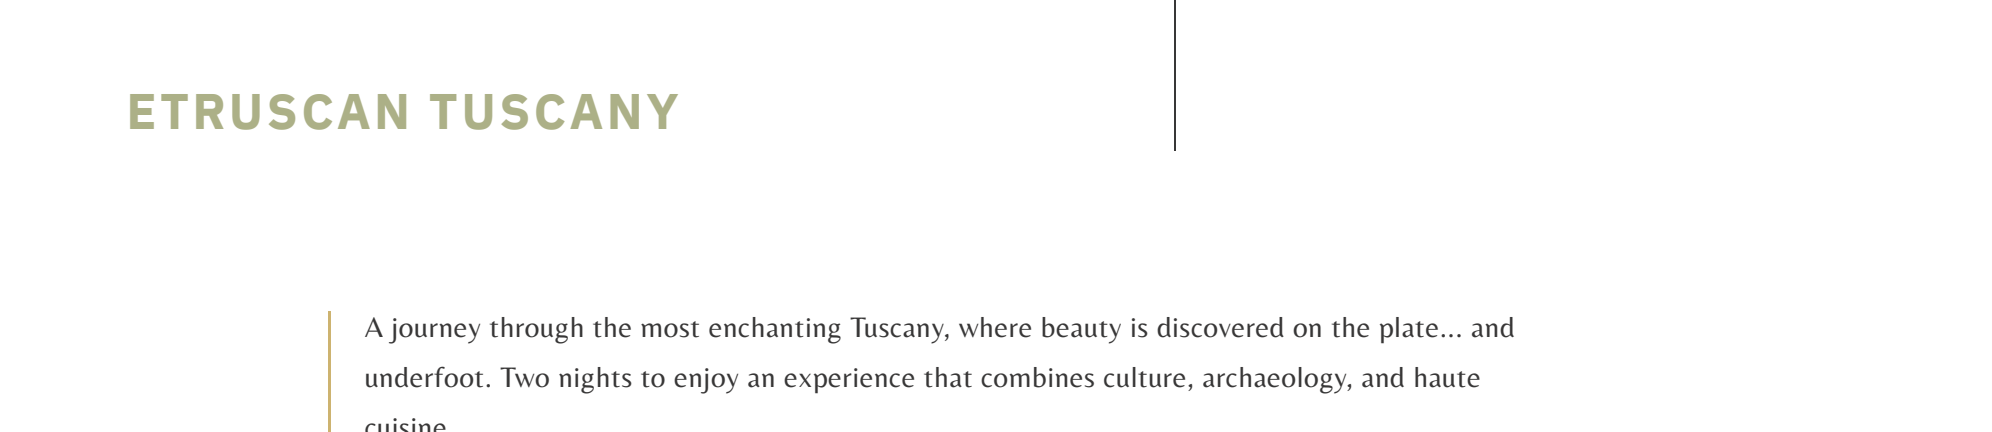 ETRUSCAN TUSCANY
A journey through the most enchanting Tuscany, where beauty is discovered on the plate... and
underfoot. Two nights to enjoy an experience that combines culture, archaeology, and haute
cuisine